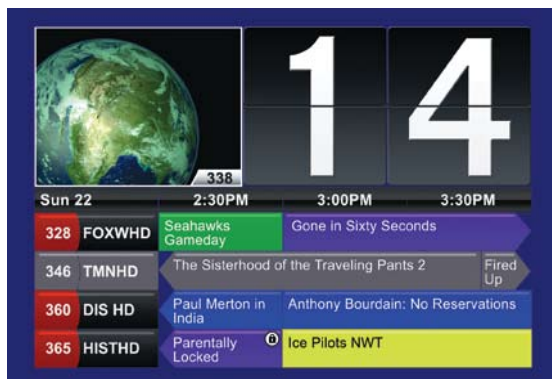 14
338
Sun 22 2:30PM 3:00PM 3:30PM
328 FOXWHD Seahawks Gameday Gone in Sixty Seconds
346 TMNHD The Sisterhood of the Traveling Pants 2 Fired Up
360 DIS HD Paul Merton in India Anthony Bourdain: No Reservations
365 HISTHD Parentally Locked Ice Pilots NWT